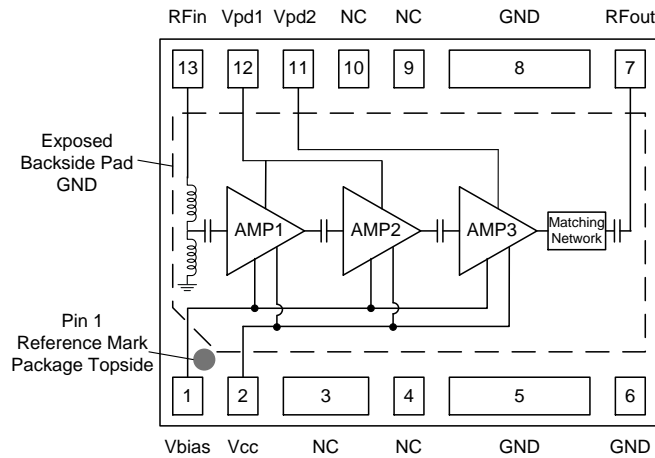 RFin Vpd1 Vpd2 NC NC GND RFout
13 12 11 10 9 8 7
Exposed
Backside Pad
GND
AMP1 AMP2 AMP3 Matching
Network
Pin 1
Reference Mark
Package Topside
1 2 3 4 5 6
Vbias Vcc NC NC GND GND